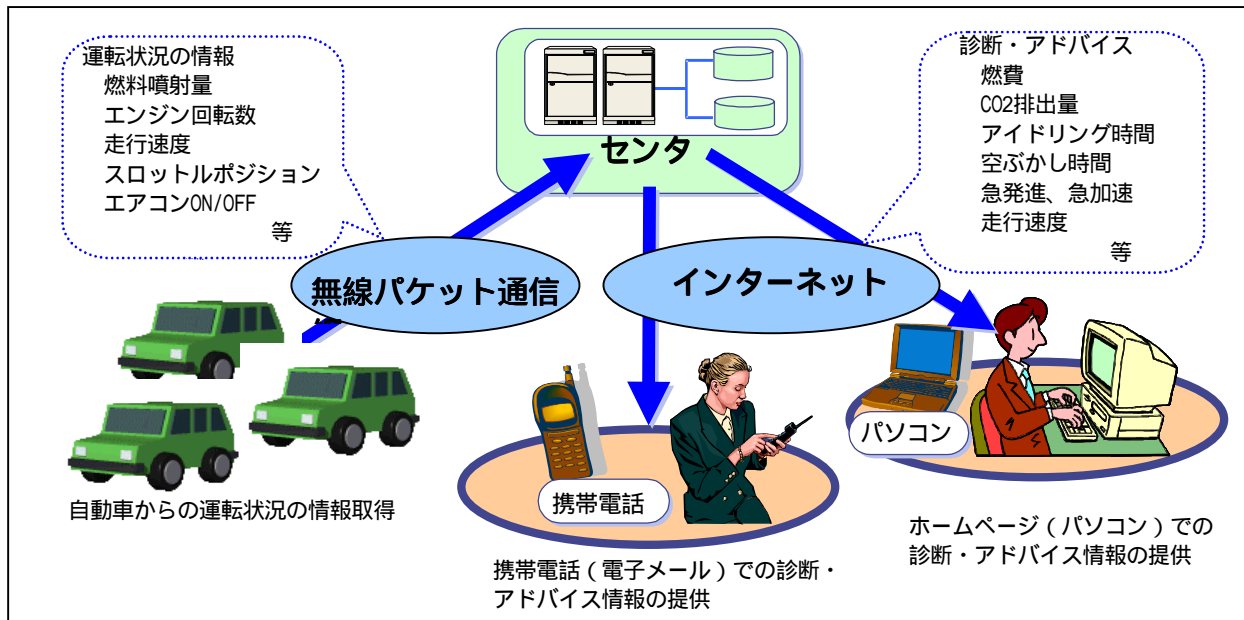 運転状況の情報
燃料噴射量
エンジン回転数
走行速度
スロットルポジション
エアコンON/OFF
等
センタ
診断・アドバイス
燃費
CO2排出量
アイドリング時間
空ぶかし時間
急発進、急加速
走行速度
等
無線パケット通信
インターネット
自動車からの運転状況の情報取得
携帯電話
携帯電話（電子メール）での診断・
アドバイス情報の提供
パソコン
ホームページ（パソコン）での
診断・アドバイス情報の提供